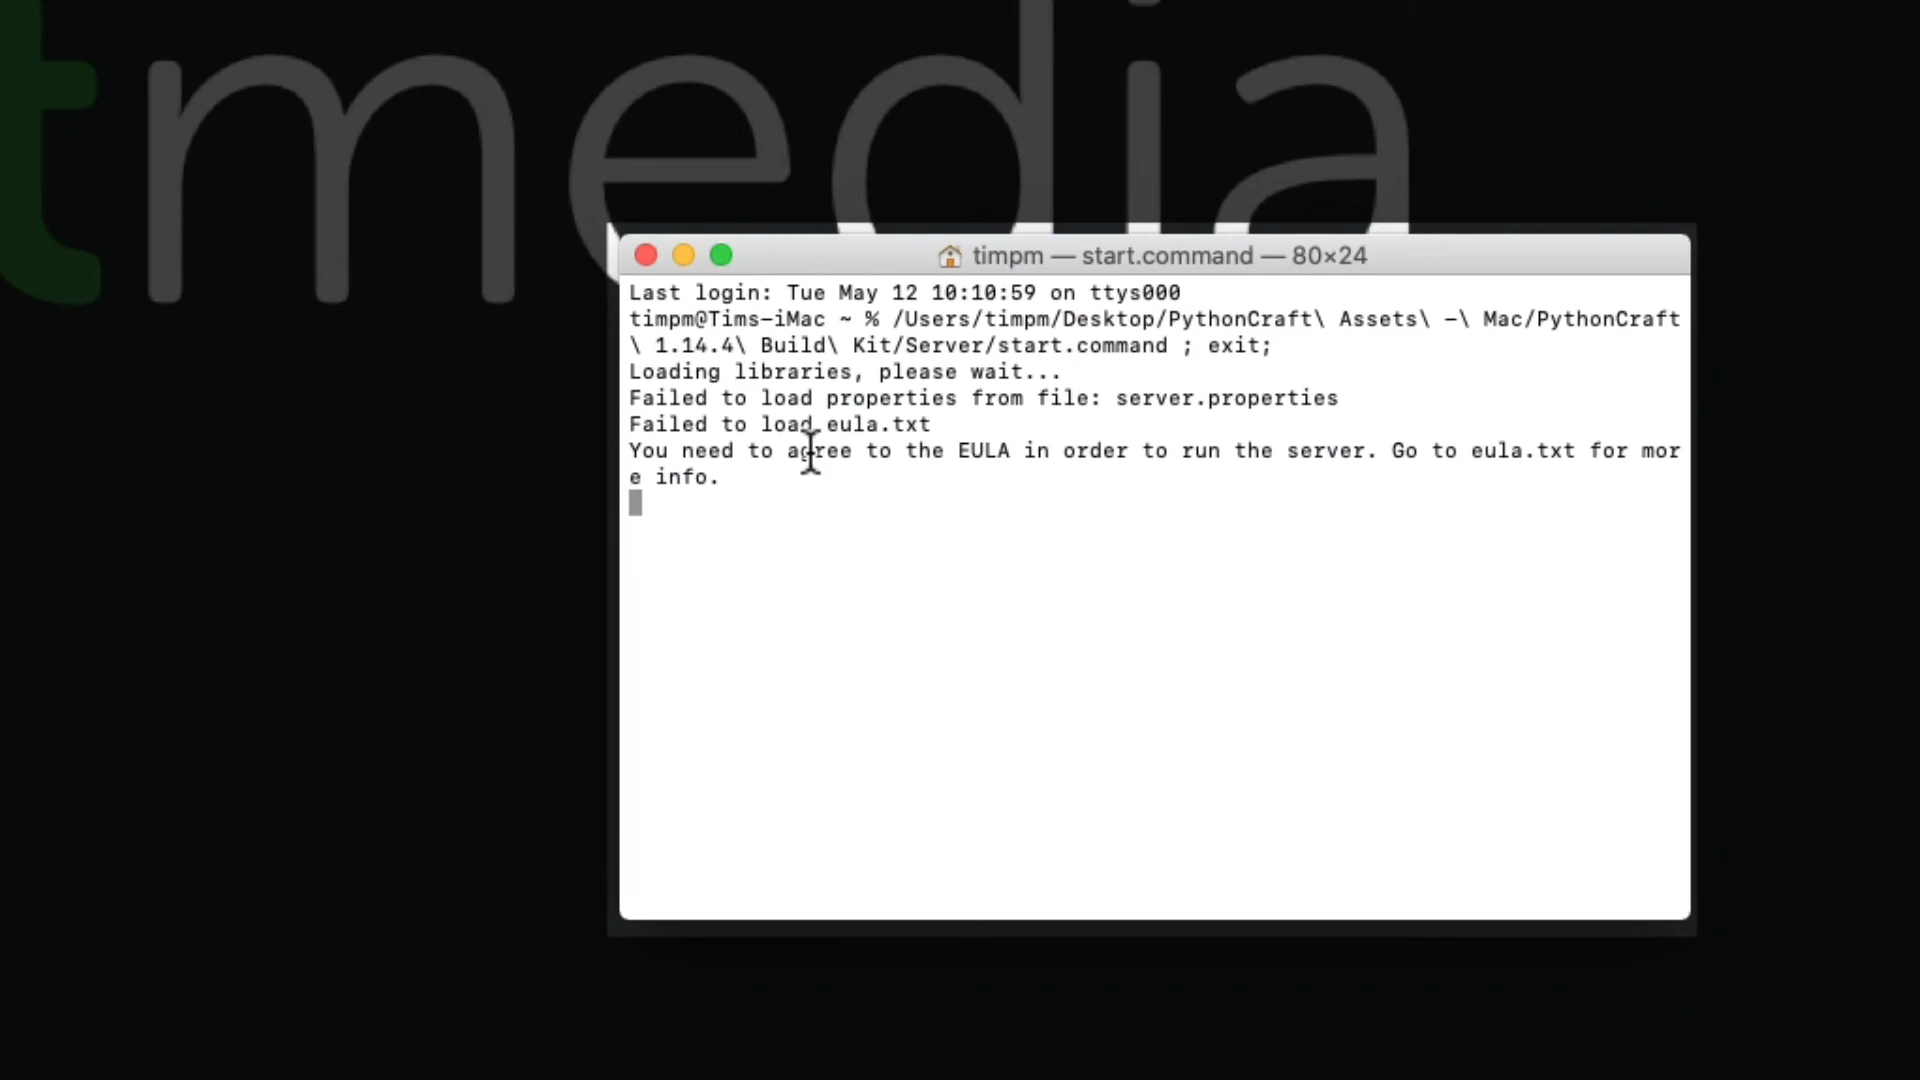 tmedia
timpm — start.command — 80×24
Last login: Tue May 12 10:10:59 on ttys000
timpm@Tims-iMac ~ % /Users/timpm/Desktop/PythonCraft\ Assets\ -\ Mac/PythonCraft
\ 1.14.4\ Build\ Kit/Server/start.command ; exit;
Loading libraries, please wait...
Failed to load properties from file: server.properties
Failed to load eula.txt
You need to agree to the EULA in order to run the server. Go to eula.txt for mor
e info.